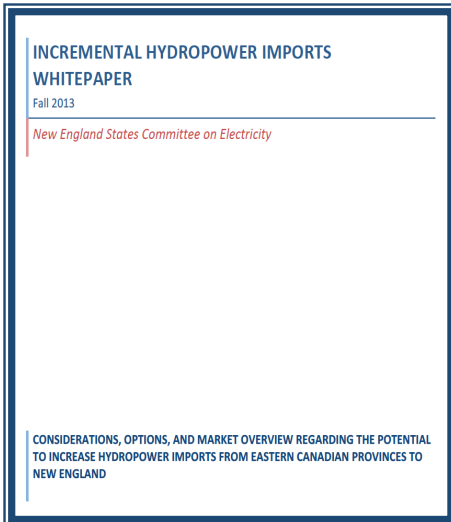 INCREMENTAL HYDROPOWER IMPORTS
WHITEPAPER
Fall 2013
New England States Committee on Electricity
CONSIDERATIONS, OPTIONS, AND MARKET OVERVIEW REGARDING THE POTENTIAL
TO INCREASE HYDROPOWER IMPORTS FROM EASTERN CANADIAN PROVINCES TO
NEW ENGLAND